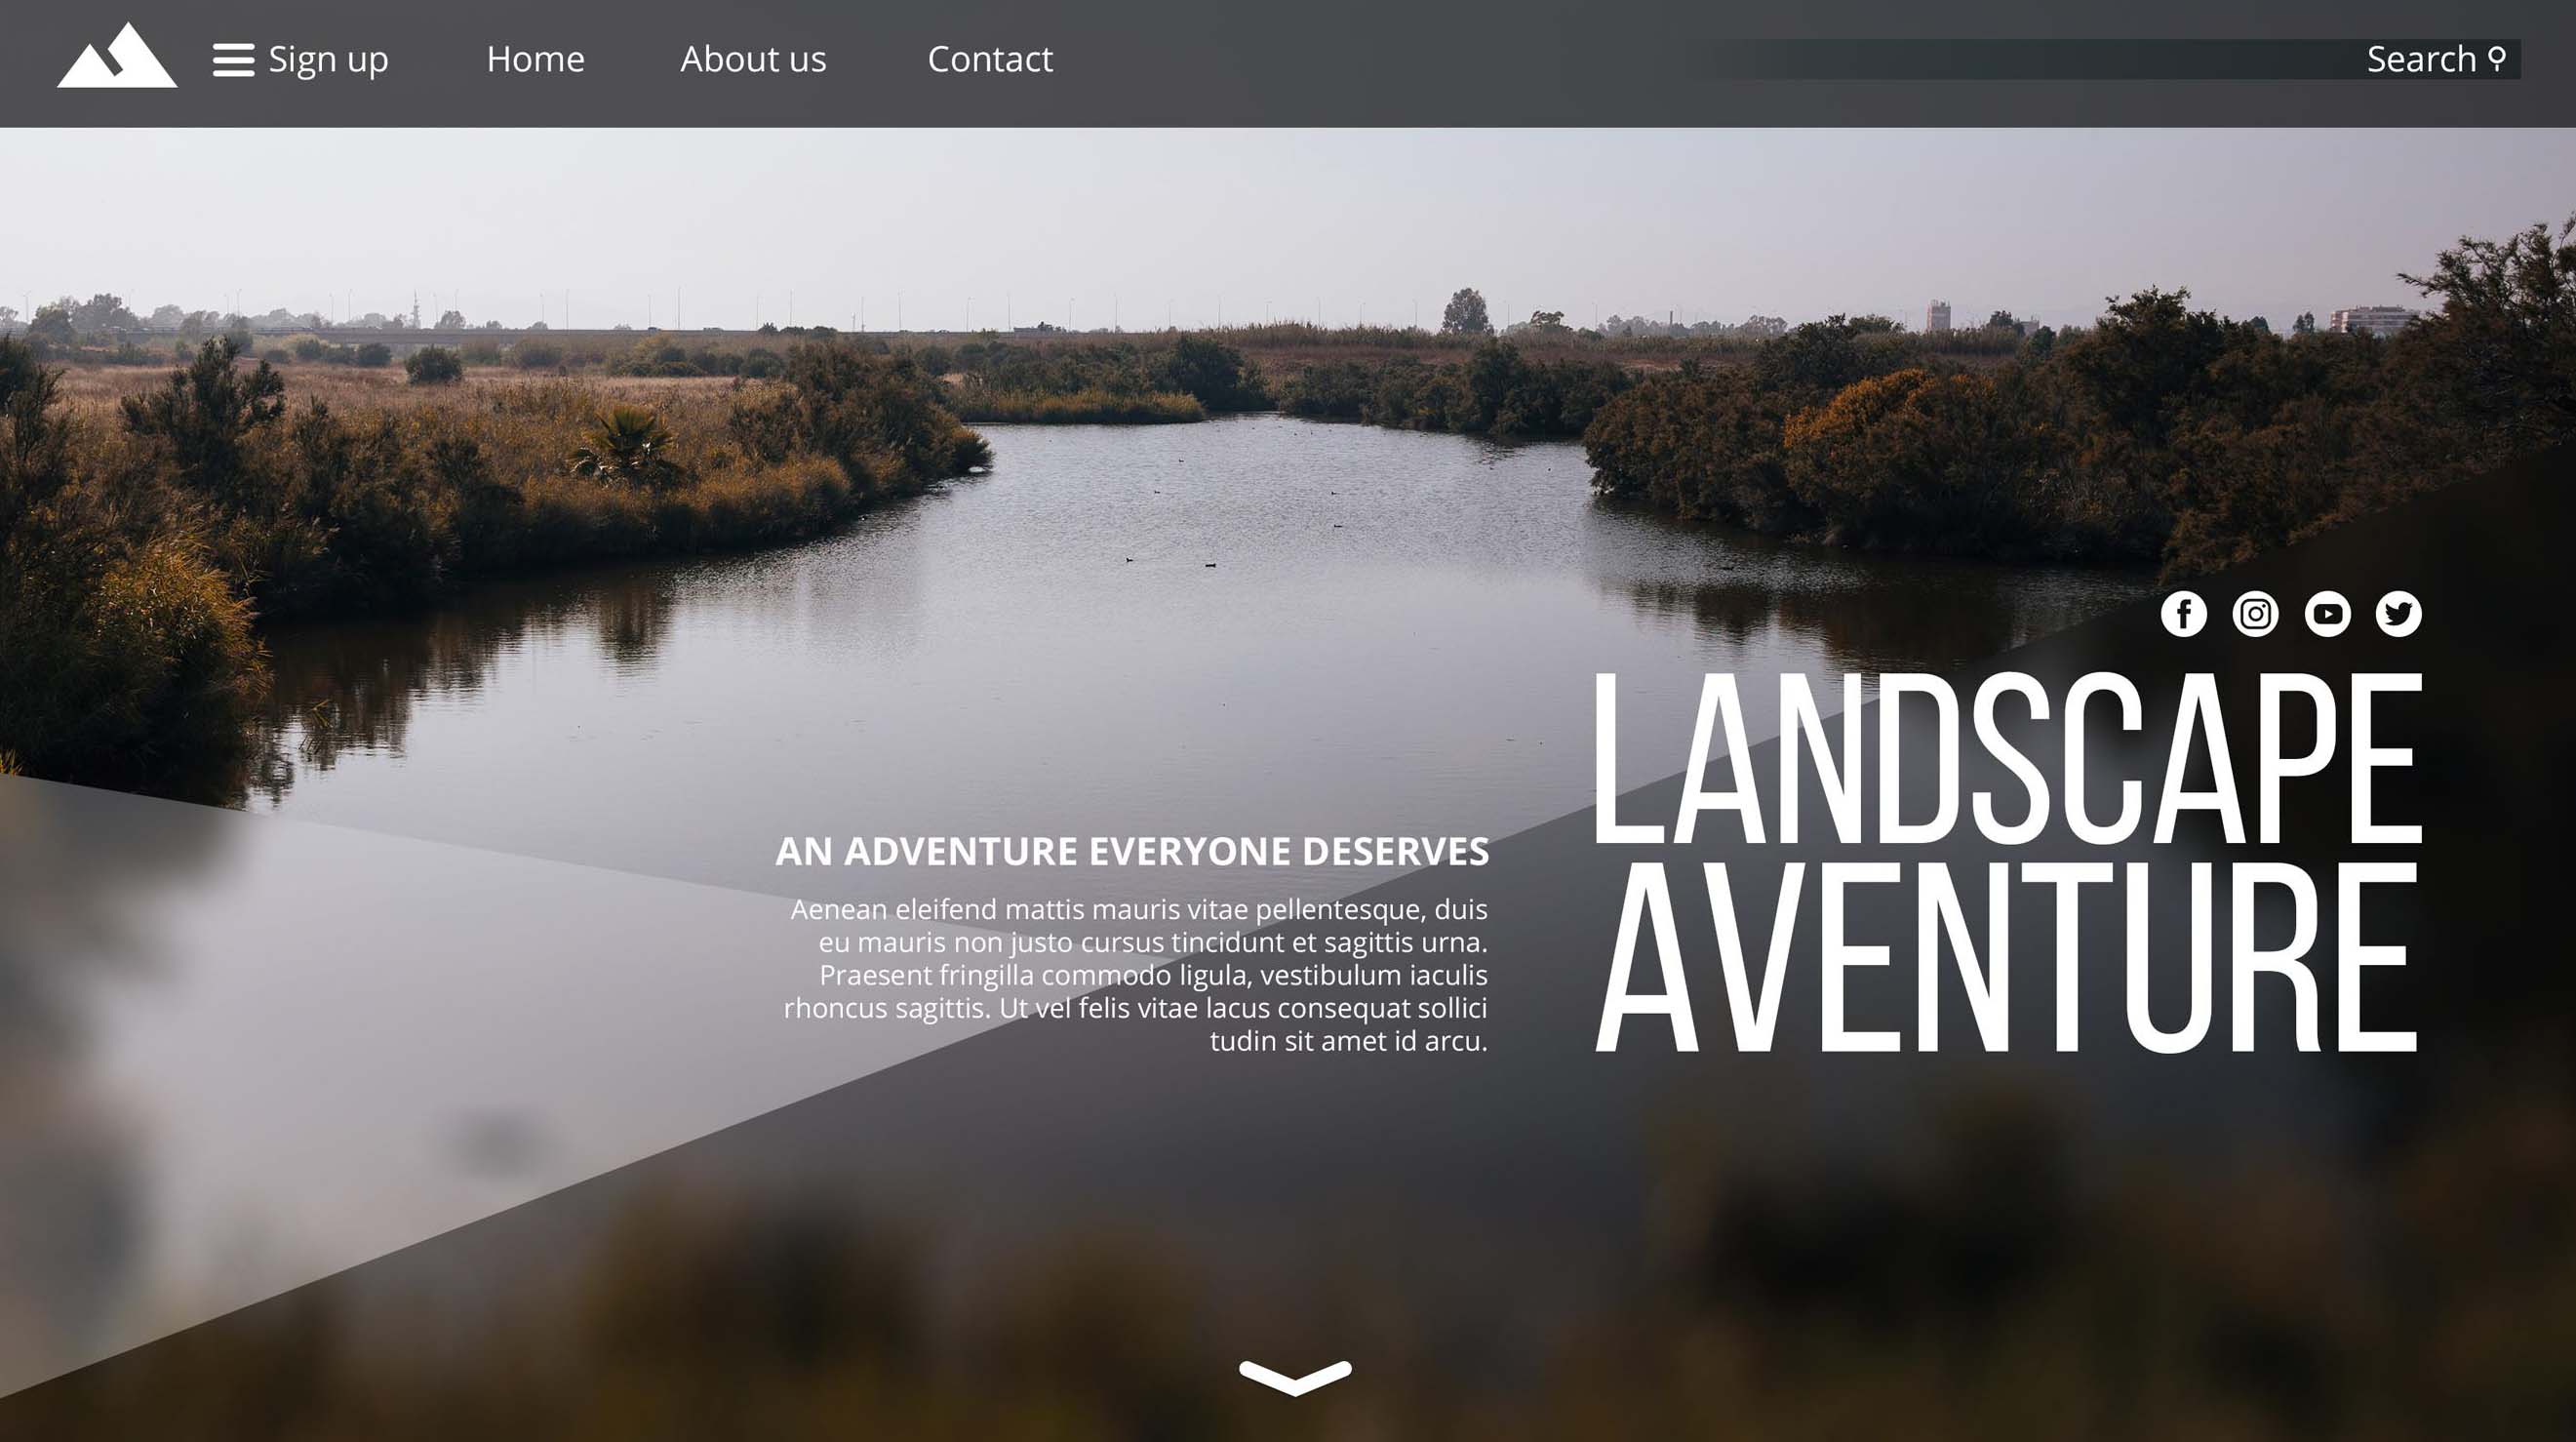 Sign up
Home
About us
Contact
Search
LANDSCAPE
AVENTURE
AN ADVENTURE EVERYONE DESERVES
Aenean eleifend mattis mauris vitae pellentesque, duis
eu mauris non justo cursus tincidunt et sagittis urna.
Praesent fringilla commodo ligula, vestibulum iaculis
rhoncus sagittis. Ut vel felis vitae lacus consequat sollici
tudin sit amet id arcu.